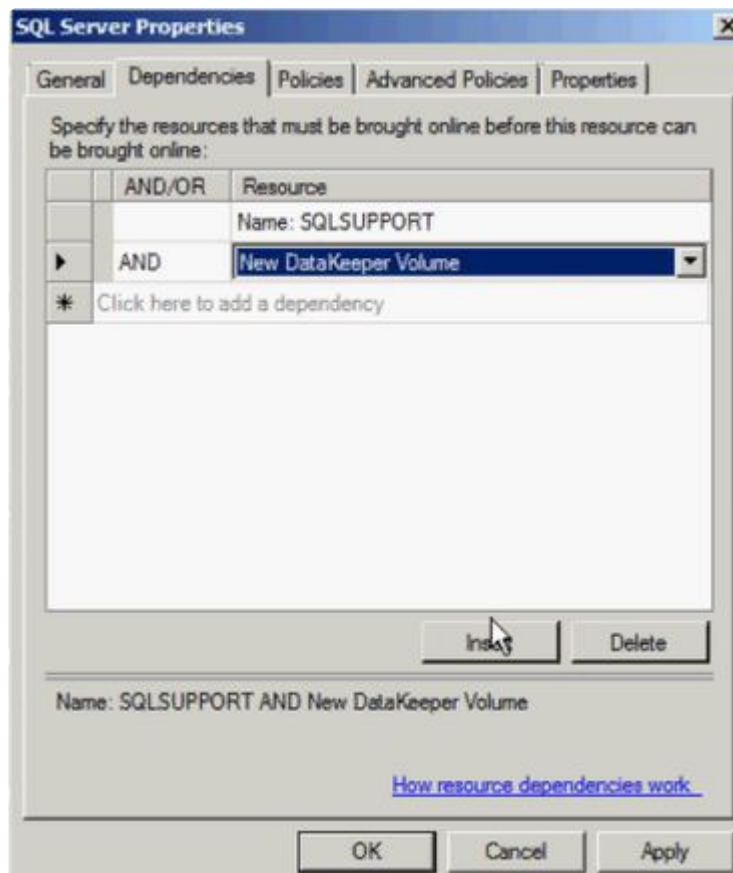 SQL Server Properties
General Dependencies Policies Advanced Policies Properties
Specify the resources that must be brought online before this resource can
be brought online:
AND/OR Resource
Name: SQLSUPPORT
AND New DataKeeper Volume
Click here to add a dependency
Delete
Name: SQLSUPPORT AND New DataKeeper Volume
How resource dependencies work
OK Cancel Apply